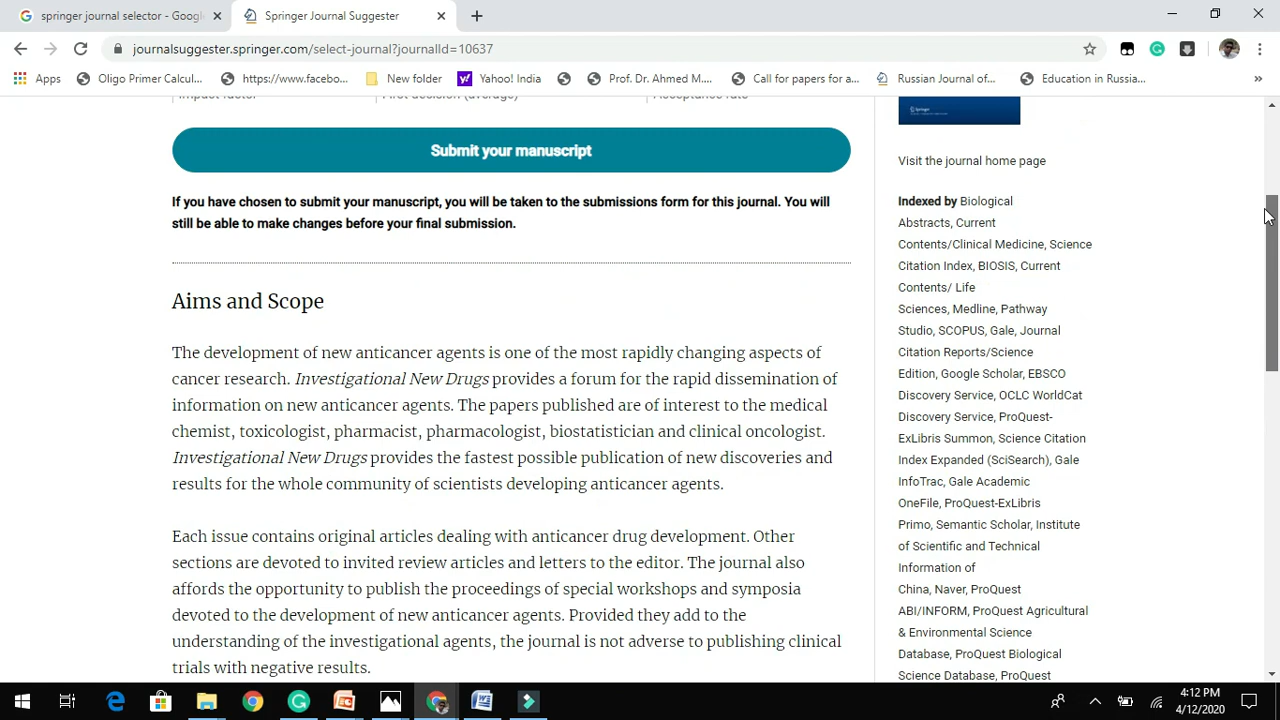 springer journal selector - Goog
Springer Journal Suggester
journalsuggester.springer.com/select-journal?journalId=10637
Apps
Oligo Primer Calcul...
https://www.facebo...
New folder
Yahoo! India
Prof. Dr. Ahmed M....
Call for papers for a...
Russian Journal of...
Education in Russia...
Impact factor
First decision (average)
Acceptance rate
Submit your manuscript
If you have chosen to submit your manuscript, you will be taken to the submissions form for this journal. You will
still be able to make changes before your final submission.
Aims and Scope
The development of new anticancer agents is one of the most rapidly changing aspects of
cancer research. Investigational New Drugs provides a forum for the rapid dissemination of
information on new anticancer agents. The papers published are of interest to the medical
chemist, toxicologist, pharmacist, pharmacologist, biostatistician and clinical oncologist.
Investigational New Drugs provides the fastest possible publication of new discoveries and
results for the whole community of scientists developing anticancer agents.
Each issue contains original articles dealing with anticancer drug development. Other
sections are devoted to invited review articles and letters to the editor. The journal also
affords the opportunity to publish the proceedings of special workshops and symposia
devoted to the development of new anticancer agents. Provided they add to the
understanding of the investigational agents, the journal is not adverse to publishing clinical
trials with negative results.
Springer
Visit the journal home page
Indexed by Biological
Abstracts, Current
Contents/Clinical Medicine, Science
Citation Index, BIOSIS, Current
Contents/ Life
Sciences, Medline, Pathway
Studio, SCOPUS, Gale, Journal
Citation Reports/Science
Edition, Google Scholar, EBSCO
Discovery Service, OCLC WorldCat
Discovery Service, ProQuest-
ExLibris Summon, Science Citation
Index Expanded (SciSearch), Gale
InfoTrac, Gale Academic
OneFile, ProQuest-ExLibris
Primo, Semantic Scholar, Institute
of Scientific and Technical
Information of
China, Naver, ProQuest
ABI/INFORM, ProQuest Agricultural
& Environmental Science
Database, ProQuest Biological
Science Database, ProQuest
4:12 PM
4/12/2020